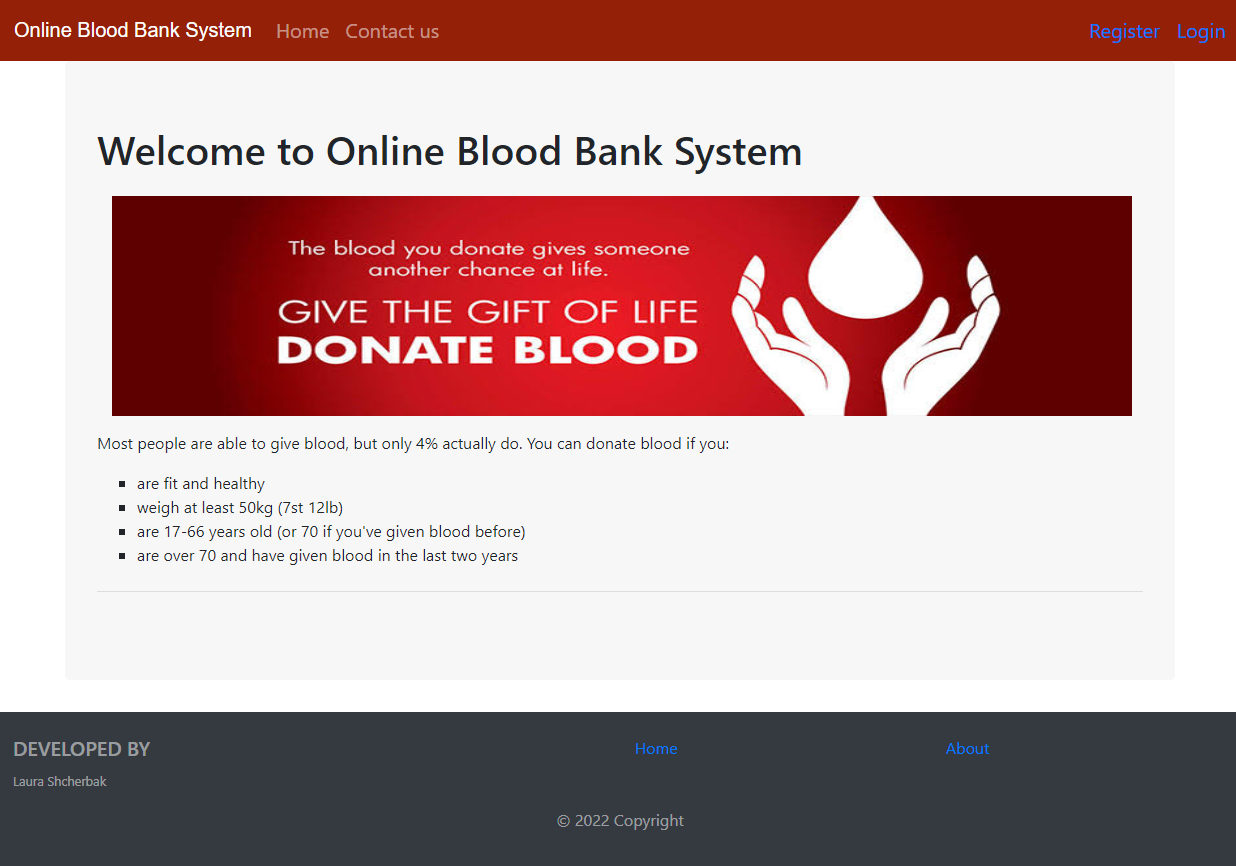 Online Blood Bank System Home Contact us Register Login
Welcome to Online Blood Bank System
The blood you donate gives someone
another chance at life.
GIVE THE GIFT OF LIFE
DONATE BLOOD
Most people are able to give blood, but only 4% actually do. You can donate blood if you:
are fit and healthy
weigh at least 50kg (7st 12lb)
are 17-66 years old (or 70 if you've given blood before)
are over 70 and have given blood in the last two years
DEVELOPED BY Home About
Laura Shcherbak
© 2022 Copyright